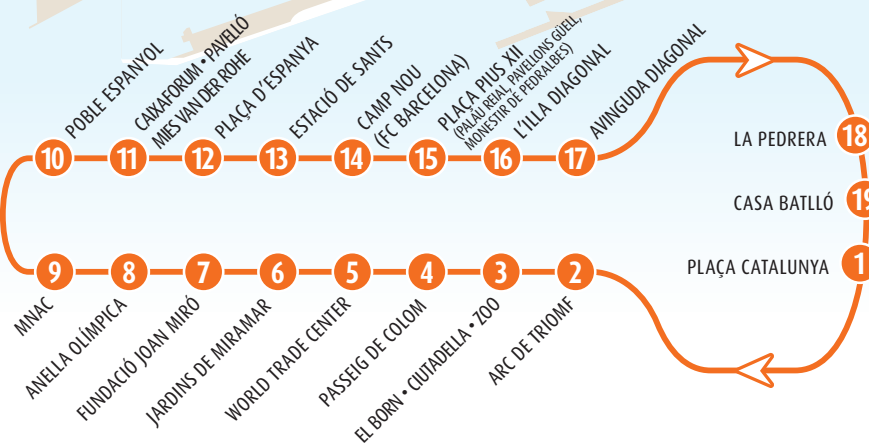 POBLE ESPANYOL
CAIXAFORUM • PAVELLÓ
MIES VAN DER ROHE
PLAÇA D'ESPANYA
ESTACIÓ DE SANTS
CAMP NOU
(FC BARCELONA)
PLAÇA PIUS XII
(PALAU REIAL, PAVELLONS GÜELL,
MONESTIR DE PEDRALBES)
L'ILLA DIAGONAL
AVINGUDA DIAGONAL
10 11 12 13 14 15 16 17
LA PEDRERA 18
CASA BATLLÓ 19
PLAÇA CATALUNYA 1
9 8 7 6 5 4 3 2
MNAC
ANELLA OLÍMPICA
FUNDACIÓ JOAN MIRÓ
JARDINS DE MIRAMAR
WORLD TRADE CENTER
PASSEIG DE COLOM
EL BORN • CIUTADELLA • ZOO
ARC DE TRIOMF